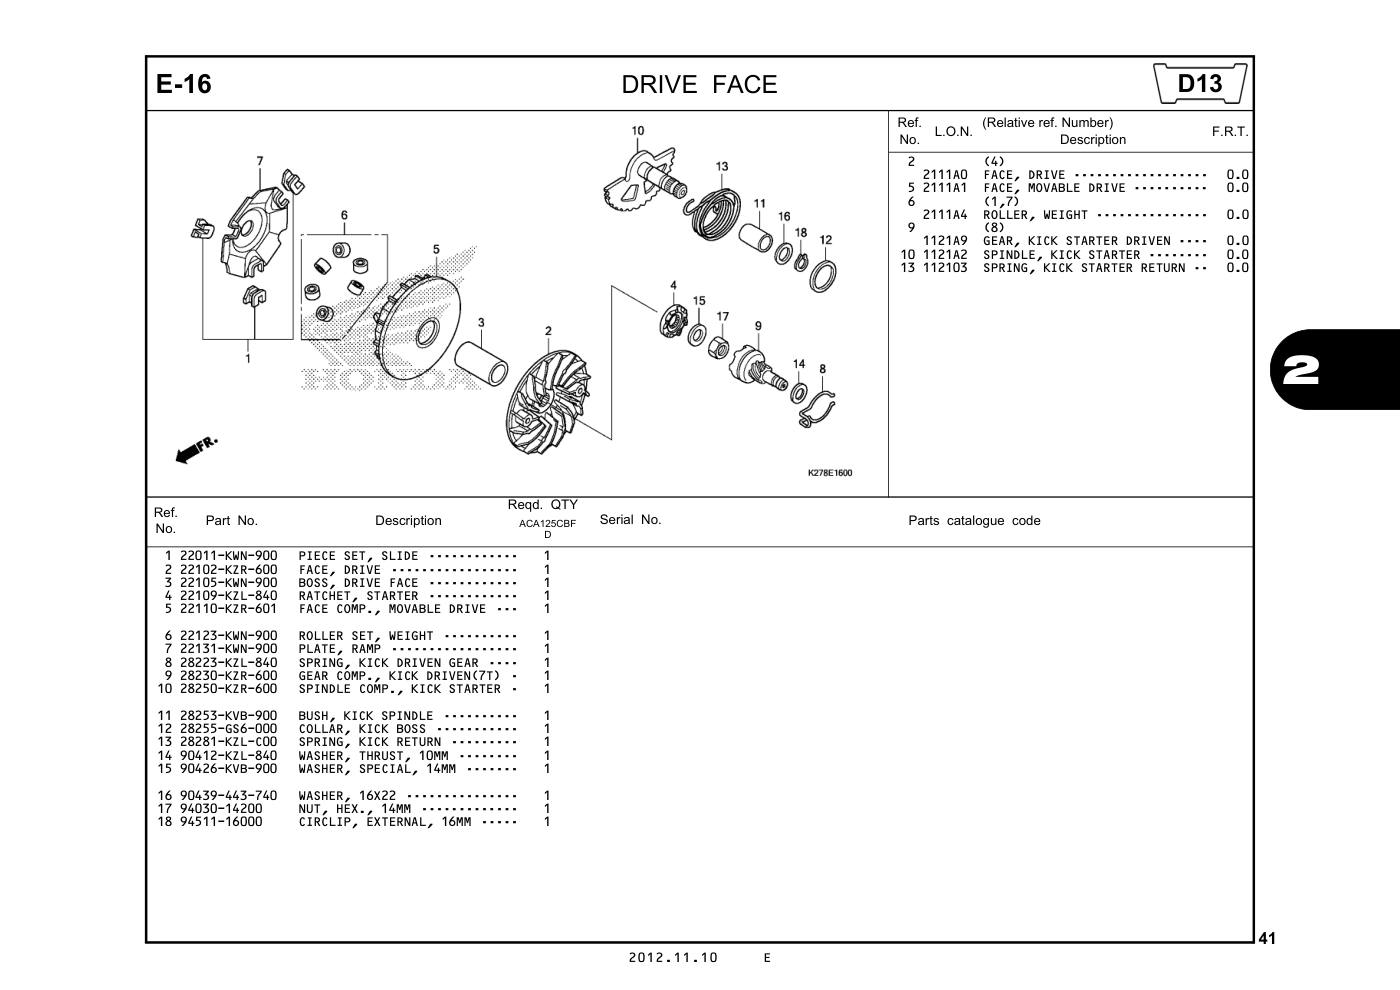 E-16
DRIVE FACE
D13
10
7
13
11
16
18
12
6
5
4
15
17
9
3
2
14
8
1
HONDA
FR.
K278E1600
Ref. No. L.O.N. (Relative ref. Number) Description F.R.T.
2 (4)
2111A0 FACE, DRIVE ------------------ 0.0
5 2111A1 FACE, MOVABLE DRIVE ---------- 0.0
6 (1,7)
2111A4 ROLLER, WEIGHT --------------- 0.0
9 (8)
1121A9 GEAR, KICK STARTER DRIVEN ---- 0.0
10 1121A2 SPINDLE, KICK STARTER -------- 0.0
13 112103 SPRING, KICK STARTER RETURN -- 0.0
2
Ref. No. Part No. Description Reqd. QTY Serial No. Parts catalogue code
ACA125CBF
D
1 22011-KWN-900 PIECE SET, SLIDE ------------ 1
2 22102-KZR-600 FACE, DRIVE ----------------- 1
3 22105-KWN-900 BOSS, DRIVE FACE ------------ 1
4 22109-KZL-840 RATCHET, STARTER ------------ 1
5 22110-KZR-601 FACE COMP., MOVABLE DRIVE --- 1
6 22123-KWN-900 ROLLER SET, WEIGHT ---------- 1
7 22131-KWN-900 PLATE, RAMP ----------------- 1
8 28223-KZL-840 SPRING, KICK DRIVEN GEAR ---- 1
9 28230-KZR-600 GEAR COMP., KICK DRIVEN(7T) - 1
10 28250-KZR-600 SPINDLE COMP., KICK STARTER - 1
11 28253-KVB-900 BUSH, KICK SPINDLE ---------- 1
12 28255-GS6-000 COLLAR, KICK BOSS ----------- 1
13 28281-KZL-C00 SPRING, KICK RETURN --------- 1
14 90412-KZL-840 WASHER, THRUST, 10MM -------- 1
15 90426-KVB-900 WASHER, SPECIAL, 14MM ------- 1
16 90439-443-740 WASHER, 16X22 --------------- 1
17 94030-14200 NUT, HEX., 14MM ------------- 1
18 94511-16000 CIRCLIP, EXTERNAL, 16MM ----- 1
41
2012.11.10 E